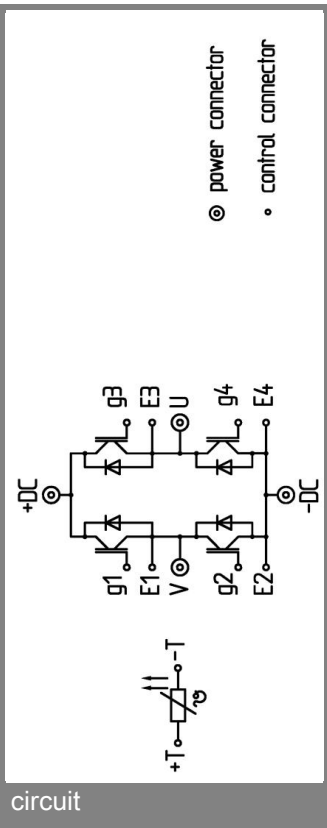 power connector
control connector
g3
E3
U
g4
E4
+DC
-DC
g1
E1
V
g2
E2
+T
-T
ϑ
circuit